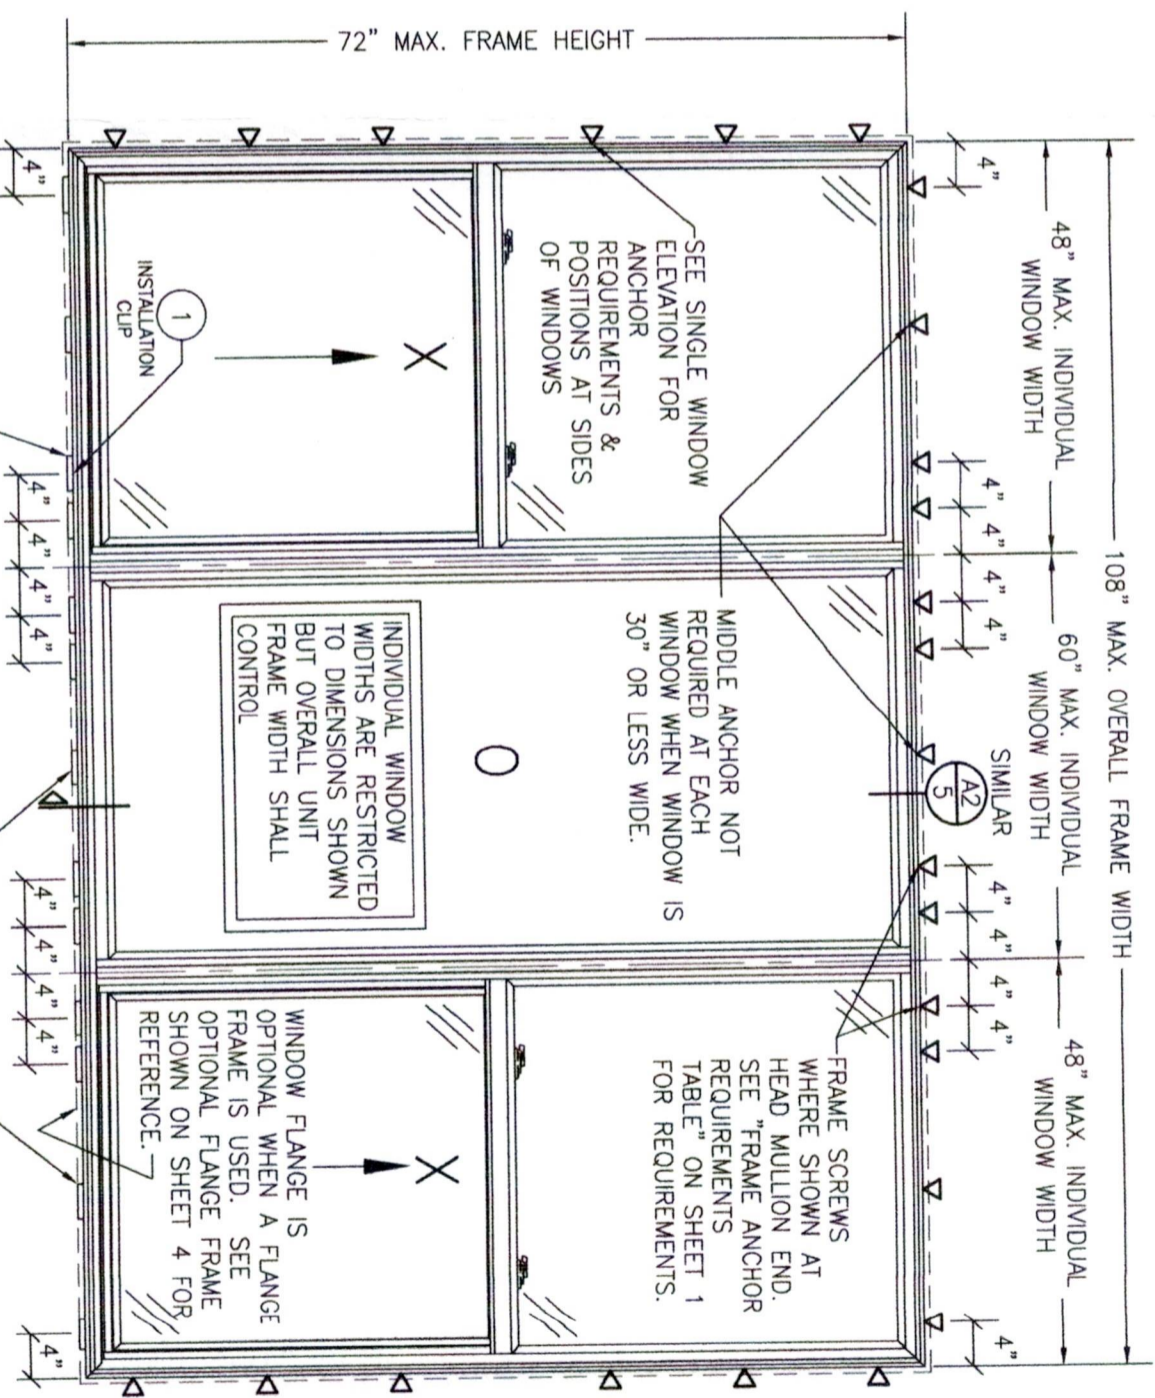 108” MAX. OVERALL FRAME WIDTH
48” MAX. INDIVIDUAL
WINDOW WIDTH
60” MAX. INDIVIDUAL
WINDOW WIDTH
48” MAX. INDIVIDUAL
WINDOW WIDTH
SIMILAR
4”
4”
4”
4”
4”
4”
4”
4”
4”
4”
A2
5
72” MAX. FRAME HEIGHT
SEE SINGLE WINDOW
ELEVATION FOR
ANCHOR
REQUIREMENTS &
POSITIONS AT SIDES
OF WINDOWS
MIDDLE ANCHOR NOT
REQUIRED AT EACH
WINDOW WHEN WINDOW IS
30” OR LESS WIDE.
FRAME SCREWS
WHERE SHOWN AT
HEAD MULLION END.
SEE ”FRAME ANCHOR
REQUIREMENTS
TABLE” ON SHEET 1
FOR REQUIREMENTS.
X
O
X
1
INSTALLATION
CLIP
INDIVIDUAL WINDOW
WIDTHS ARE RESTRICTED
TO DIMENSIONS SHOWN
BUT OVERALL UNIT
FRAME WIDTH SHALL
CONTROL
WINDOW FLANGE IS
OPTIONAL WHEN A FLANGE
FRAME IS USED. SEE
OPTIONAL FLANGE FRAME
SHOWN ON SHEET 4 FOR
REFERENCE.
4”
4”
4”
4”
4”
4”
4”
4”
4”
4”